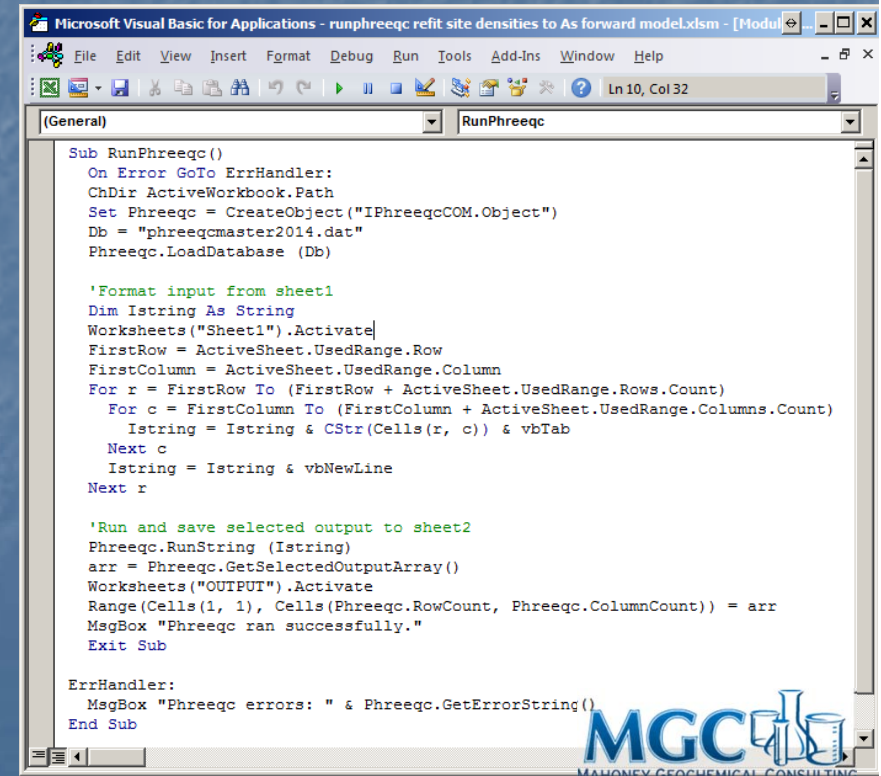 Microsoft Visual Basic for Applications - runphreeqc refit site densities to As forward model.xlsm - [Modul
File Edit View Insert Format Debug Run Tools Add-Ins Window Help
Ln 10, Col 32
(General) RunPhreeqc
Sub RunPhreeqc()
On Error GoTo ErrHandler:
ChDir ActiveWorkbook.Path
Set Phreeqc = CreateObject("IPhreeqcCOM.Object")
Db = "phreeqcmaster2014.dat"
Phreeqc.LoadDatabase (Db)
'Format input from sheet1
Dim Istring As String
Worksheets("Sheet1").Activate
FirstRow = ActiveSheet.UsedRange.Row
FirstColumn = ActiveSheet.UsedRange.Column
For r = FirstRow To (FirstRow + ActiveSheet.UsedRange.Rows.Count)
For c = FirstColumn To (FirstColumn + ActiveSheet.UsedRange.Columns.Count)
Istring = Istring & CStr(Cells(r, c)) & vbTab
Next c
Istring = Istring & vbNewLine
Next r
'Run and save selected output to sheet2
Phreeqc.RunString (Istring)
arr = Phreeqc.GetSelectedOutputArray()
Worksheets("OUTPUT").Activate
Range(Cells(1, 1), Cells(Phreeqc.RowCount, Phreeqc.ColumnCount)) = arr
MsgBox "Phreeqc ran successfully."
Exit Sub
ErrHandler:
MsgBox "Phreeqc errors: " & Phreeqc.GetErrorString()
End Sub
MGC
MAHONEY GEOCHEMICAL CONSULTING